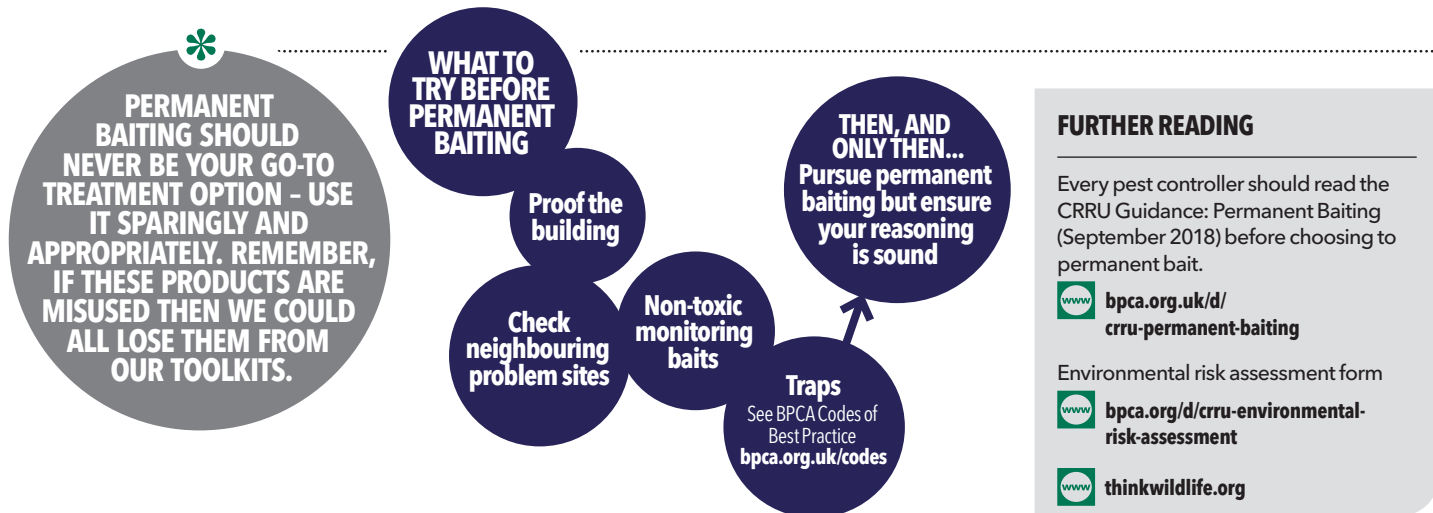 PERMANENT
BAITING SHOULD
NEVER BE YOUR GO-TO
TREATMENT OPTION – USE
IT SPARINGLY AND
APPROPRIATELY. REMEMBER,
IF THESE PRODUCTS ARE
MISUSED THEN WE COULD
ALL LOSE THEM FROM
OUR TOOLKITS.
WHAT TO
TRY BEFORE
PERMANENT
BAITING
Proof the
building
Check
neighbouring
problem sites
Non-toxic
monitoring
baits
Traps
See BPCA Codes of
Best Practice
bpca.org.uk/codes
THEN, AND
ONLY THEN...
Pursue permanent
baiting but ensure
your reasoning
is sound
FURTHER READING
Every pest controller should read the
CRRU Guidance: Permanent Baiting
(September 2018) before choosing to
permanent bait.
www bpca.org.uk/d/
crru-permanent-baiting
Environmental risk assessment form
www bpca.org/d/crru-environmental-
risk-assessment
www thinkwildlife.org